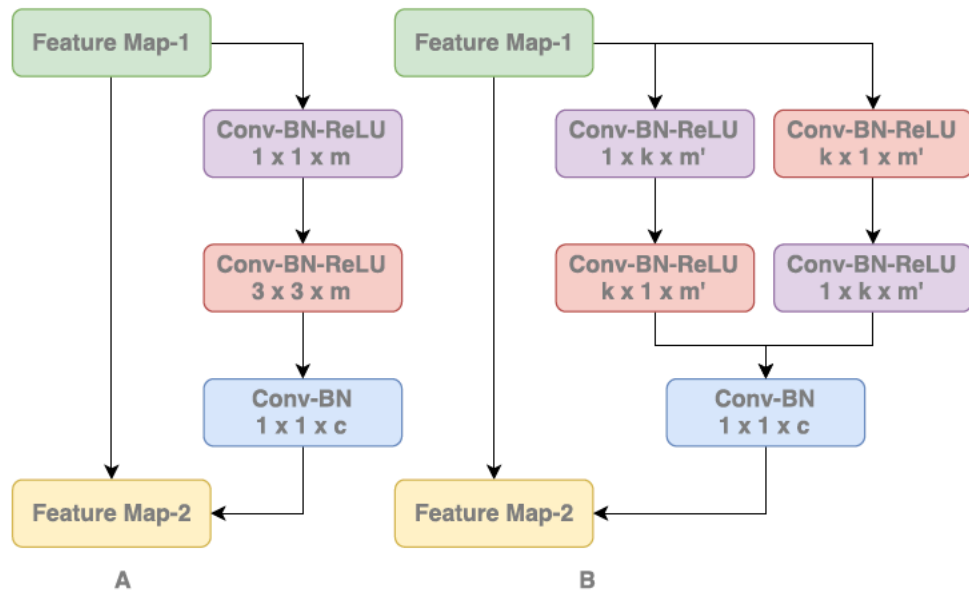 Feature Map-1
Conv-BN-ReLU
1 x 1 x m
Conv-BN-ReLU
3 x 3 x m
Conv-BN
1 x 1 x c
Feature Map-2
A
Feature Map-1
Conv-BN-ReLU
1 x k x m'
Conv-BN-ReLU
k x 1 x m'
Conv-BN-ReLU
k x 1 x m'
Conv-BN-ReLU
1 x k x m'
Conv-BN
1 x 1 x c
Feature Map-2
B